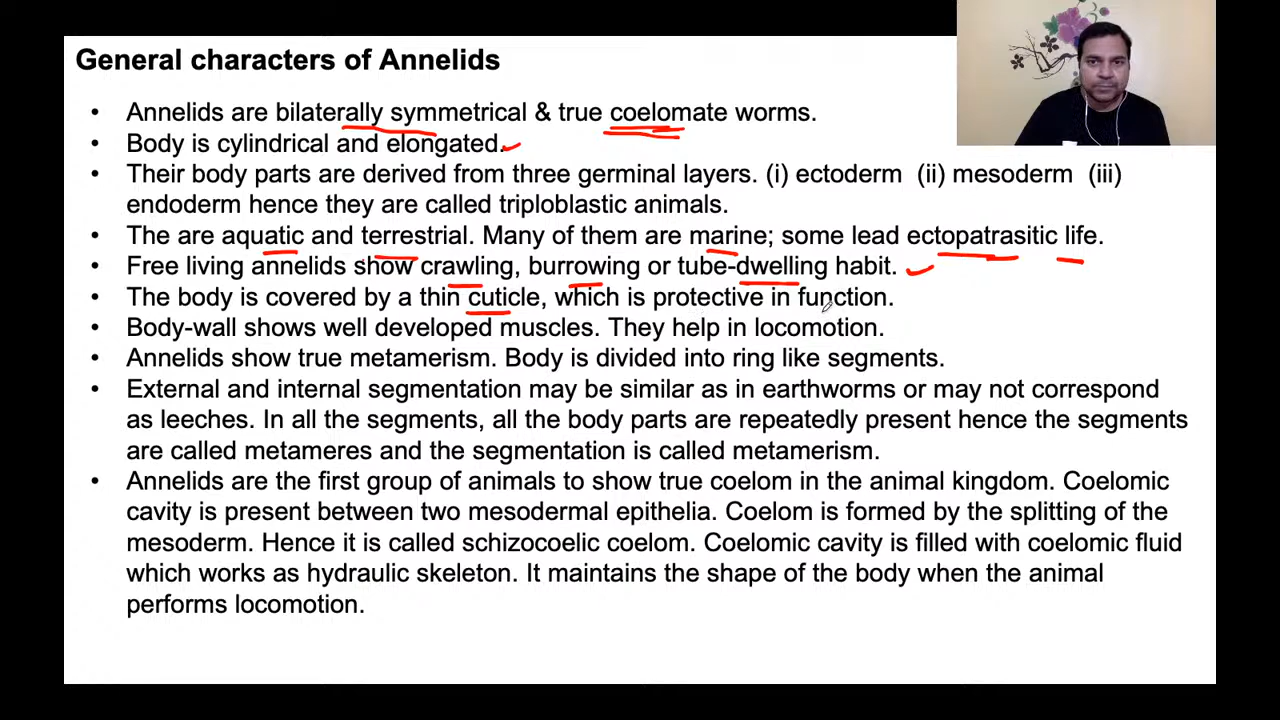 General characters of Annelids
• Annelids are bilaterally symmetrical & true coelomate worms.
• Body is cylindrical and elongated.
• Their body parts are derived from three germinal layers. (i) ectoderm (ii) mesoderm (iii)
endoderm hence they are called triploblastic animals.
• The are aquatic and terrestrial. Many of them are marine; some lead ectopatrasitic life.
• Free living annelids show crawling, burrowing or tube-dwelling habit.
• The body is covered by a thin cuticle, which is protective in function.
• Body-wall shows well developed muscles. They help in locomotion.
• Annelids show true metamerism. Body is divided into ring like segments.
• External and internal segmentation may be similar as in earthworms or may not correspond
as leeches. In all the segments, all the body parts are repeatedly present hence the segments
are called metameres and the segmentation is called metamerism.
• Annelids are the first group of animals to show true coelom in the animal kingdom. Coelomic
cavity is present between two mesodermal epithelia. Coelom is formed by the splitting of the
mesoderm. Hence it is called schizocoelic coelom. Coelomic cavity is filled with coelomic fluid
which works as hydraulic skeleton. It maintains the shape of the body when the animal
performs locomotion.